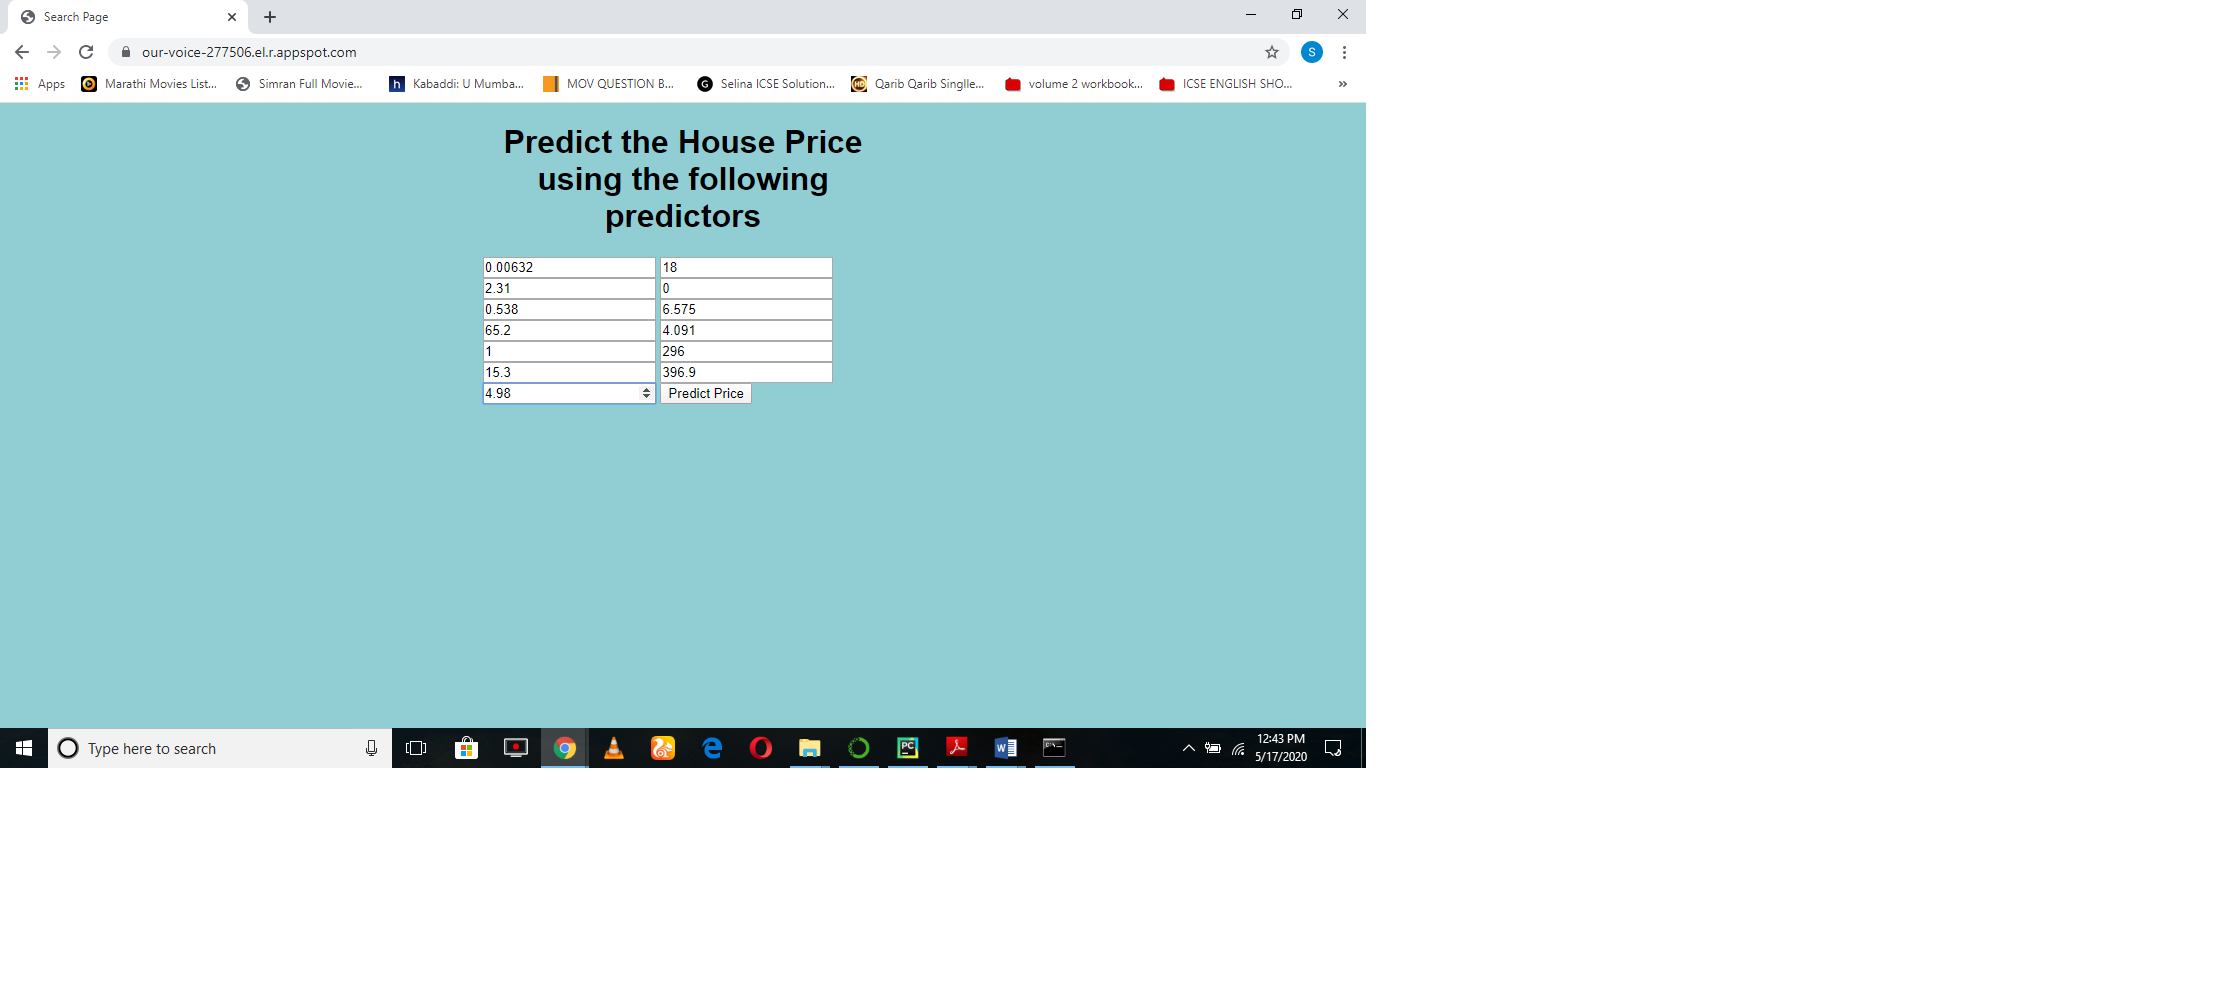 Search Page
our-voice-277506.el.r.appspot.com
S
Apps Marathi Movies List... Simran Full Movie... h Kabaddi: U Mumba... MOV QUESTION B... G Selina ICSE Solution... HD Qarib Qarib Singlle... volume 2 workbook... ICSE ENGLISH SHO... »
Predict the House Price
using the following
predictors
0.00632 18
2.31 0
0.538 6.575
65.2 4.091
1 296
15.3 396.9
4.98 Predict Price
Type here to search
PC
W
12:43 PM
5/17/2020